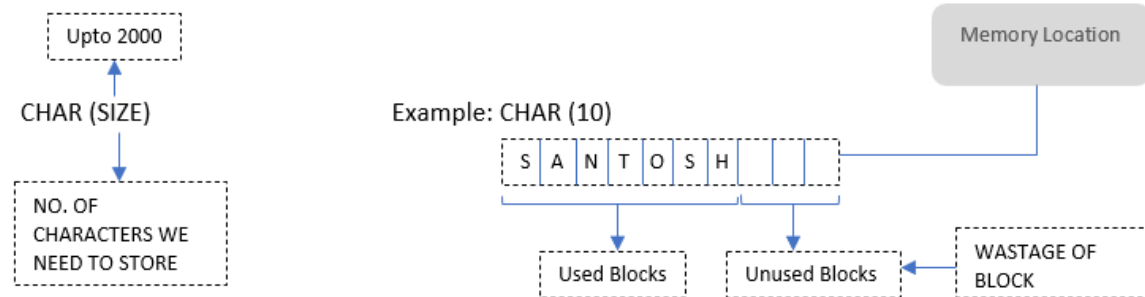 Upto 2000
Memory Location
CHAR (SIZE)
Example: CHAR (10)
S A N T O S H
NO. OF
CHARACTERS WE
NEED TO STORE
Used Blocks
Unused Blocks
WASTAGE OF
BLOCK